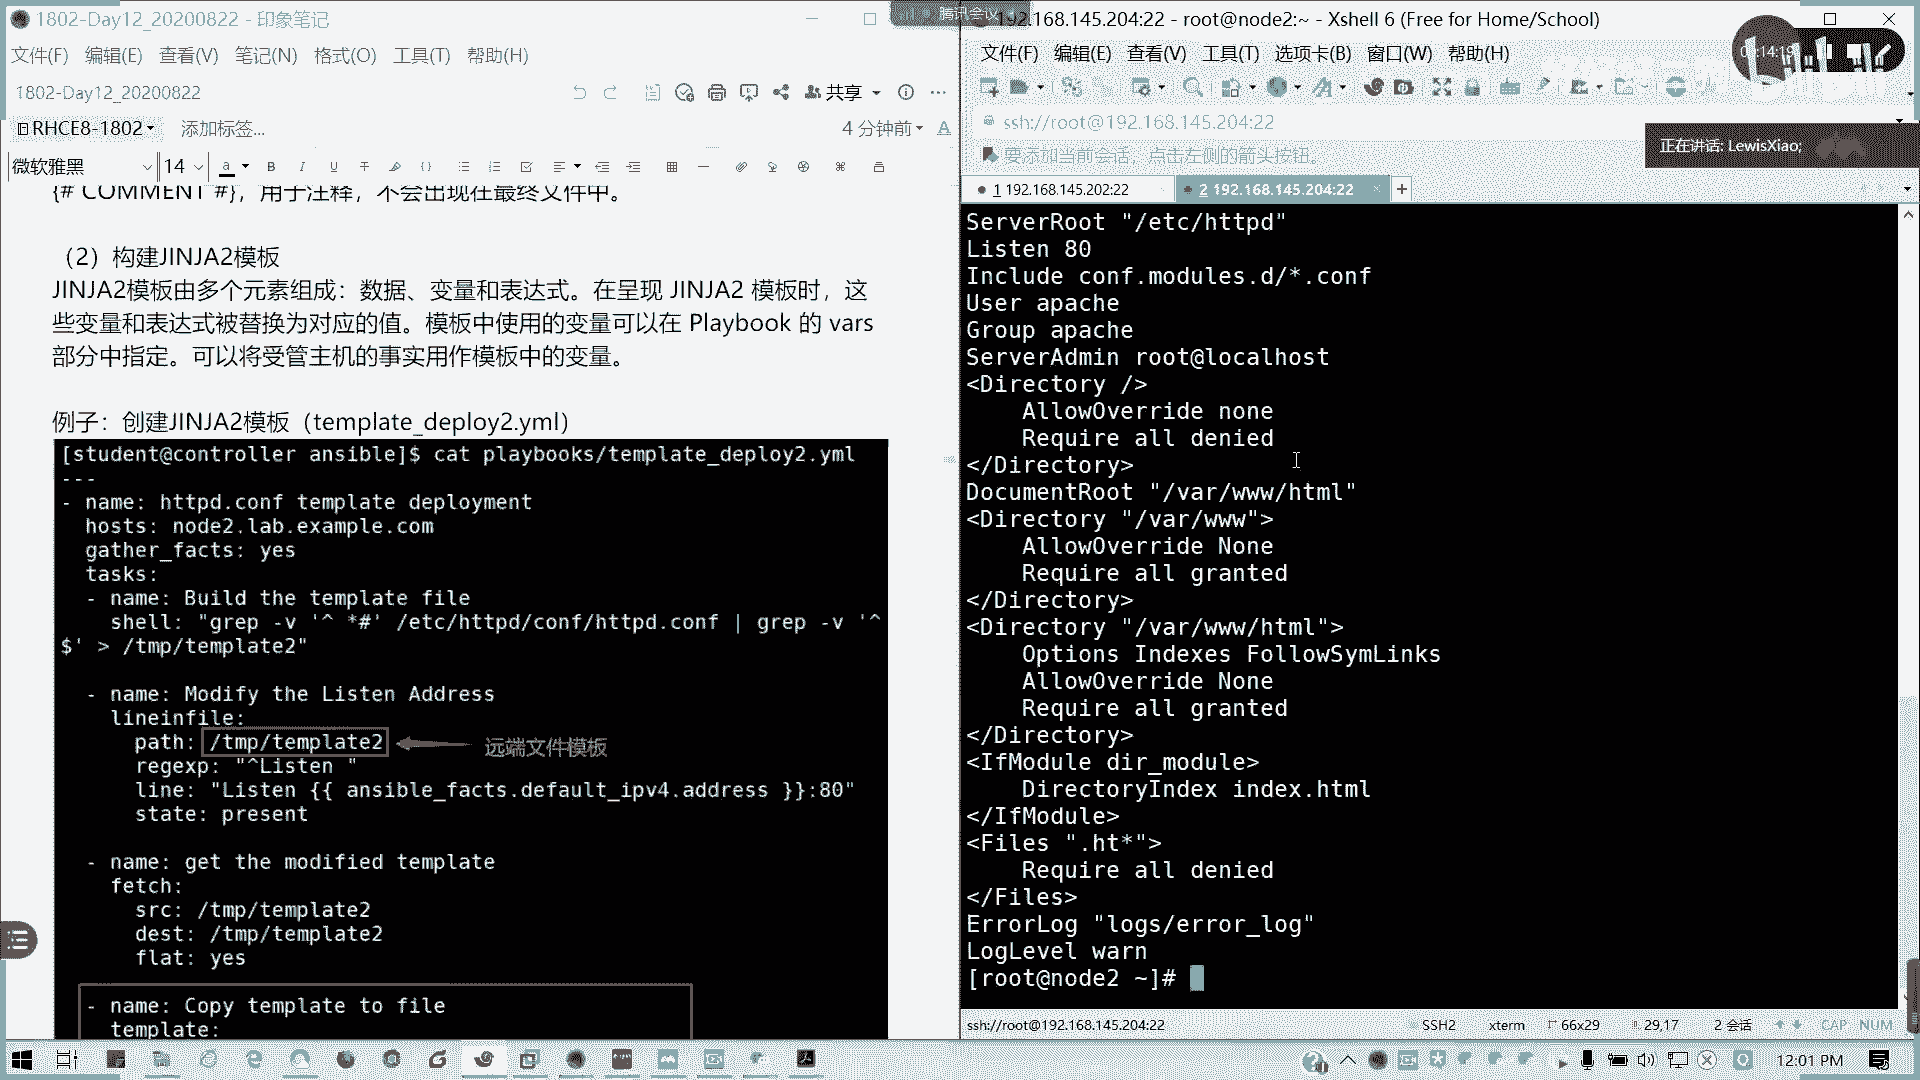 1802-Day12_20200822 - 印象笔记
文件(F) 编辑(E) 查看(V) 笔记(N) 格式(O) 工具(T) 帮助(H)
1802-Day12_20200822
共享
RHCE8-1802
添加标签...
4 分钟前
微软雅黑 14
{# COMMENT #}，用于注释，不会出现在最终文件中。
（2）构建JINJA2模板
JINJA2模板由多个元素组成：数据、变量和表达式。在呈现 JINJA2 模板时，这
些变量和表达式被替换为对应的值。模板中使用的变量可以在 Playbook 的 vars
部分中指定。可以将受管主机的事实用作模板中的变量。
例子：创建JINJA2模板（template_deploy2.yml）
[student@controller ansible]$ cat playbooks/template_deploy2.yml
---
- name: httpd.conf template deployment
  hosts: node2.lab.example.com
  gather_facts: yes
  tasks:
  - name: Build the template file
    shell: "grep -v '^ *#' /etc/httpd/conf/httpd.conf | grep -v '^
$' > /tmp/template2"
  - name: Modify the Listen Address
    lineinfile:
      path: /tmp/template2
远端文件模板
      regexp: "^Listen "
      line: "Listen {{ ansible_facts.default_ipv4.address }}:80"
      state: present
  - name: get the modified template
    fetch:
      src: /tmp/template2
      dest: /tmp/template2
      flat: yes
  - name: Copy template to file
    template:
腾讯会议
192.168.145.204:22 - root@node2:~ - Xshell 6 (Free for Home/School)
文件(F) 编辑(E) 查看(V) 工具(T) 选项卡(B) 窗口(W) 帮助(H)
ssh://root@192.168.145.204:22
正在讲话: LewisXiao;
要添加当前会话，点击左侧的箭头按钮。
1 192.168.145.202:22
2 192.168.145.204:22
ServerRoot "/etc/httpd"
Listen 80
Include conf.modules.d/*.conf
User apache
Group apache
ServerAdmin root@localhost
<Directory />
    AllowOverride none
    Require all denied
</Directory>
DocumentRoot "/var/www/html"
<Directory "/var/www">
    AllowOverride None
    Require all granted
</Directory>
<Directory "/var/www/html">
    Options Indexes FollowSymLinks
    AllowOverride None
    Require all granted
</Directory>
<IfModule dir_module>
    DirectoryIndex index.html
</IfModule>
<Files ".ht*">
    Require all denied
</Files>
ErrorLog "logs/error_log"
LogLevel warn
[root@node2 ~]#
ssh://root@192.168.145.204:22 SSH2 xterm 66x29 29,17 2 会话 CAP NUM
12:01 PM